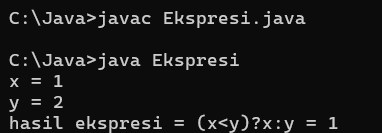 C:\Java>javac Ekspresi.java
C:\Java>java Ekspresi
x = 1
y = 2
hasil ekspresi = (x<y)?x:y = 1